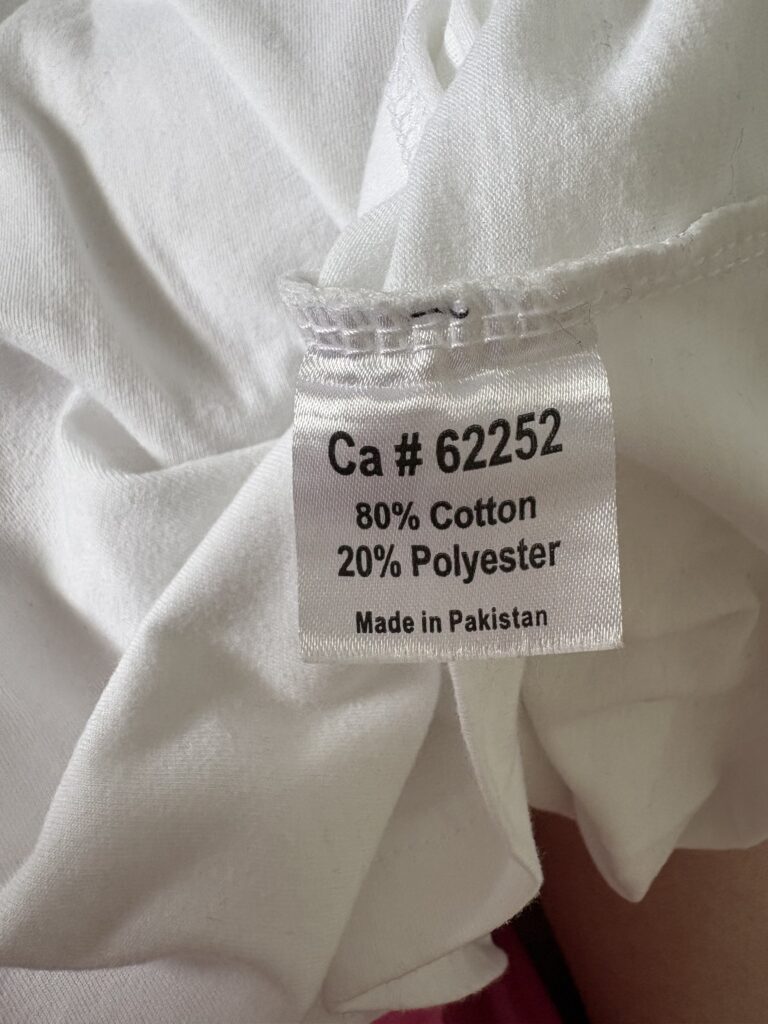 Ca # 62252
80% Cotton
20% Polyester
Made in Pakistan